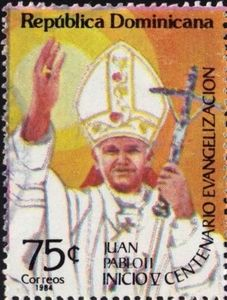 República Dominicana
75¢
Correos
1984
JUAN
PABLO II
INICIO V CENTENARIO EVANGELIZACION